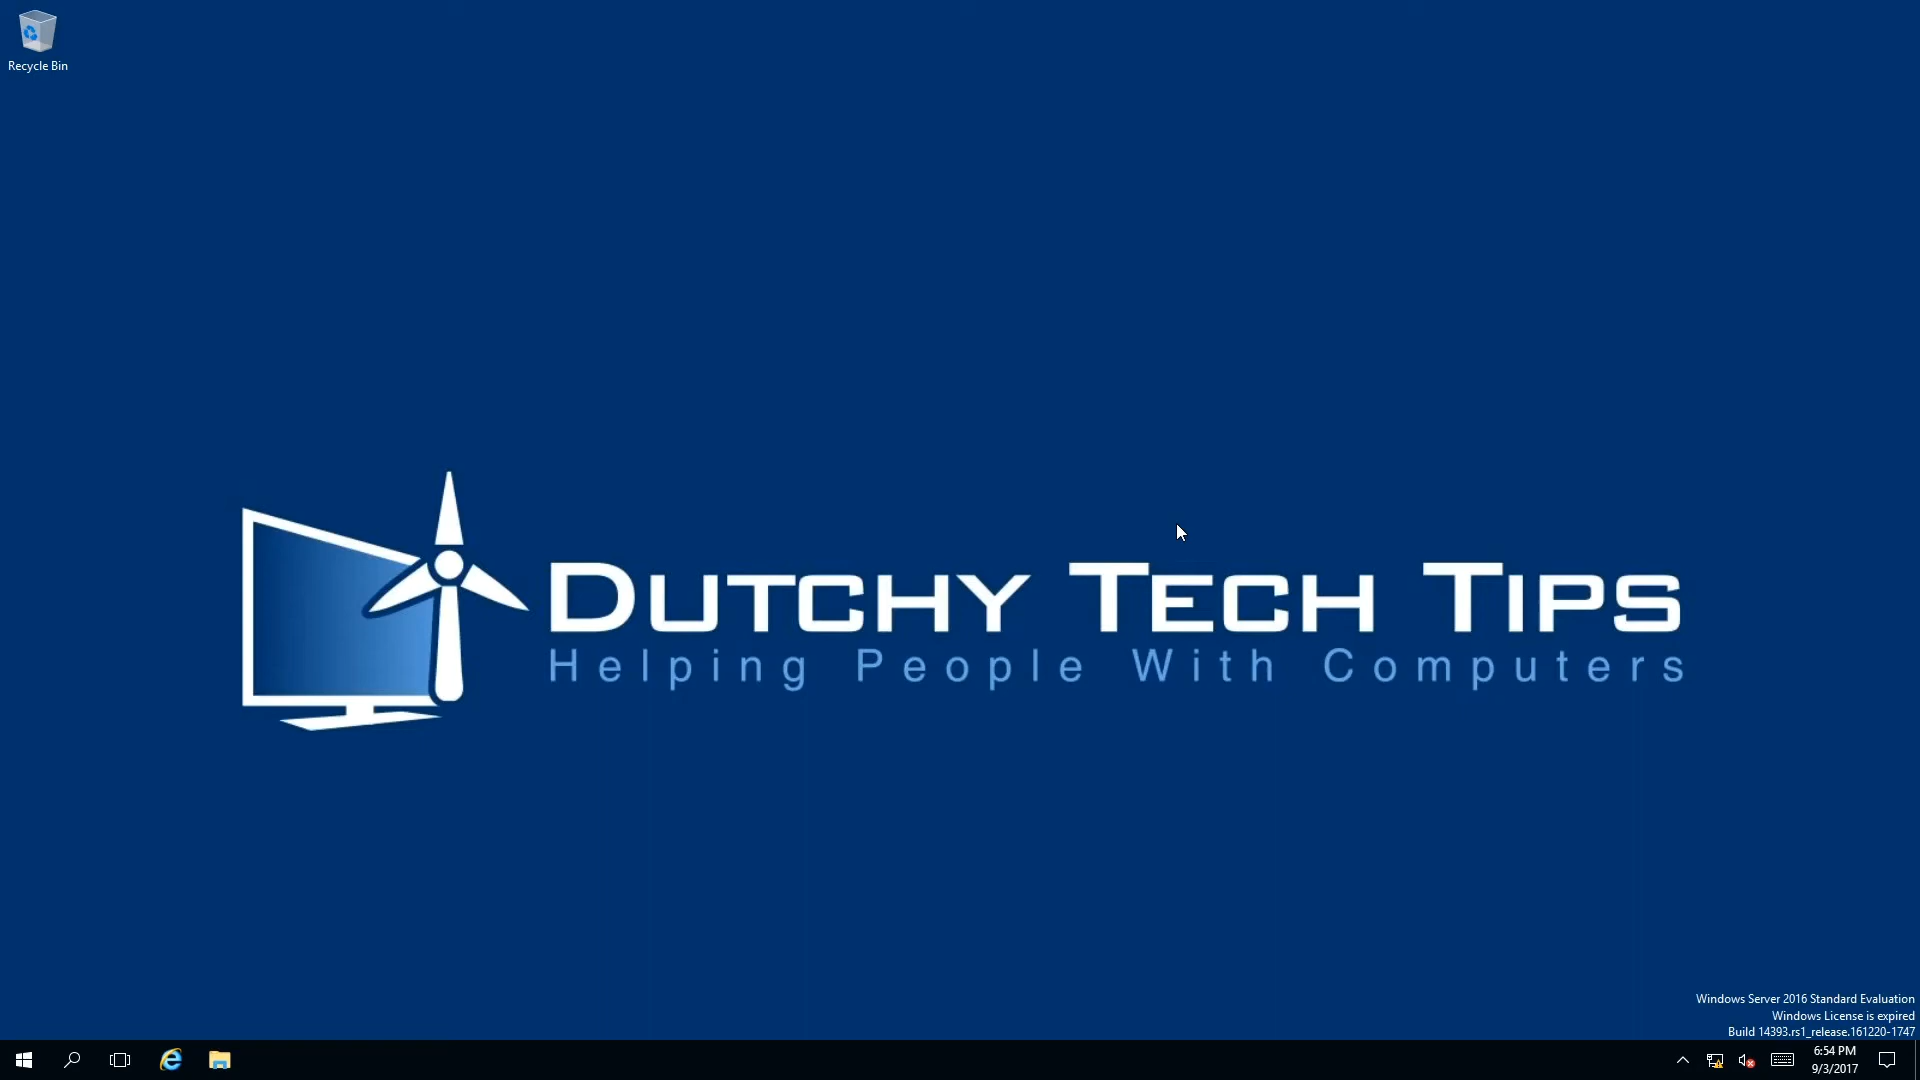 Recycle Bin
DUTCHY TECH TIPS
Helping People With Computers
Windows Server 2016 Standard Evaluation
Windows License is expired
Build 14393.rs1_release.161220-1747
6:54 PM
9/3/2017